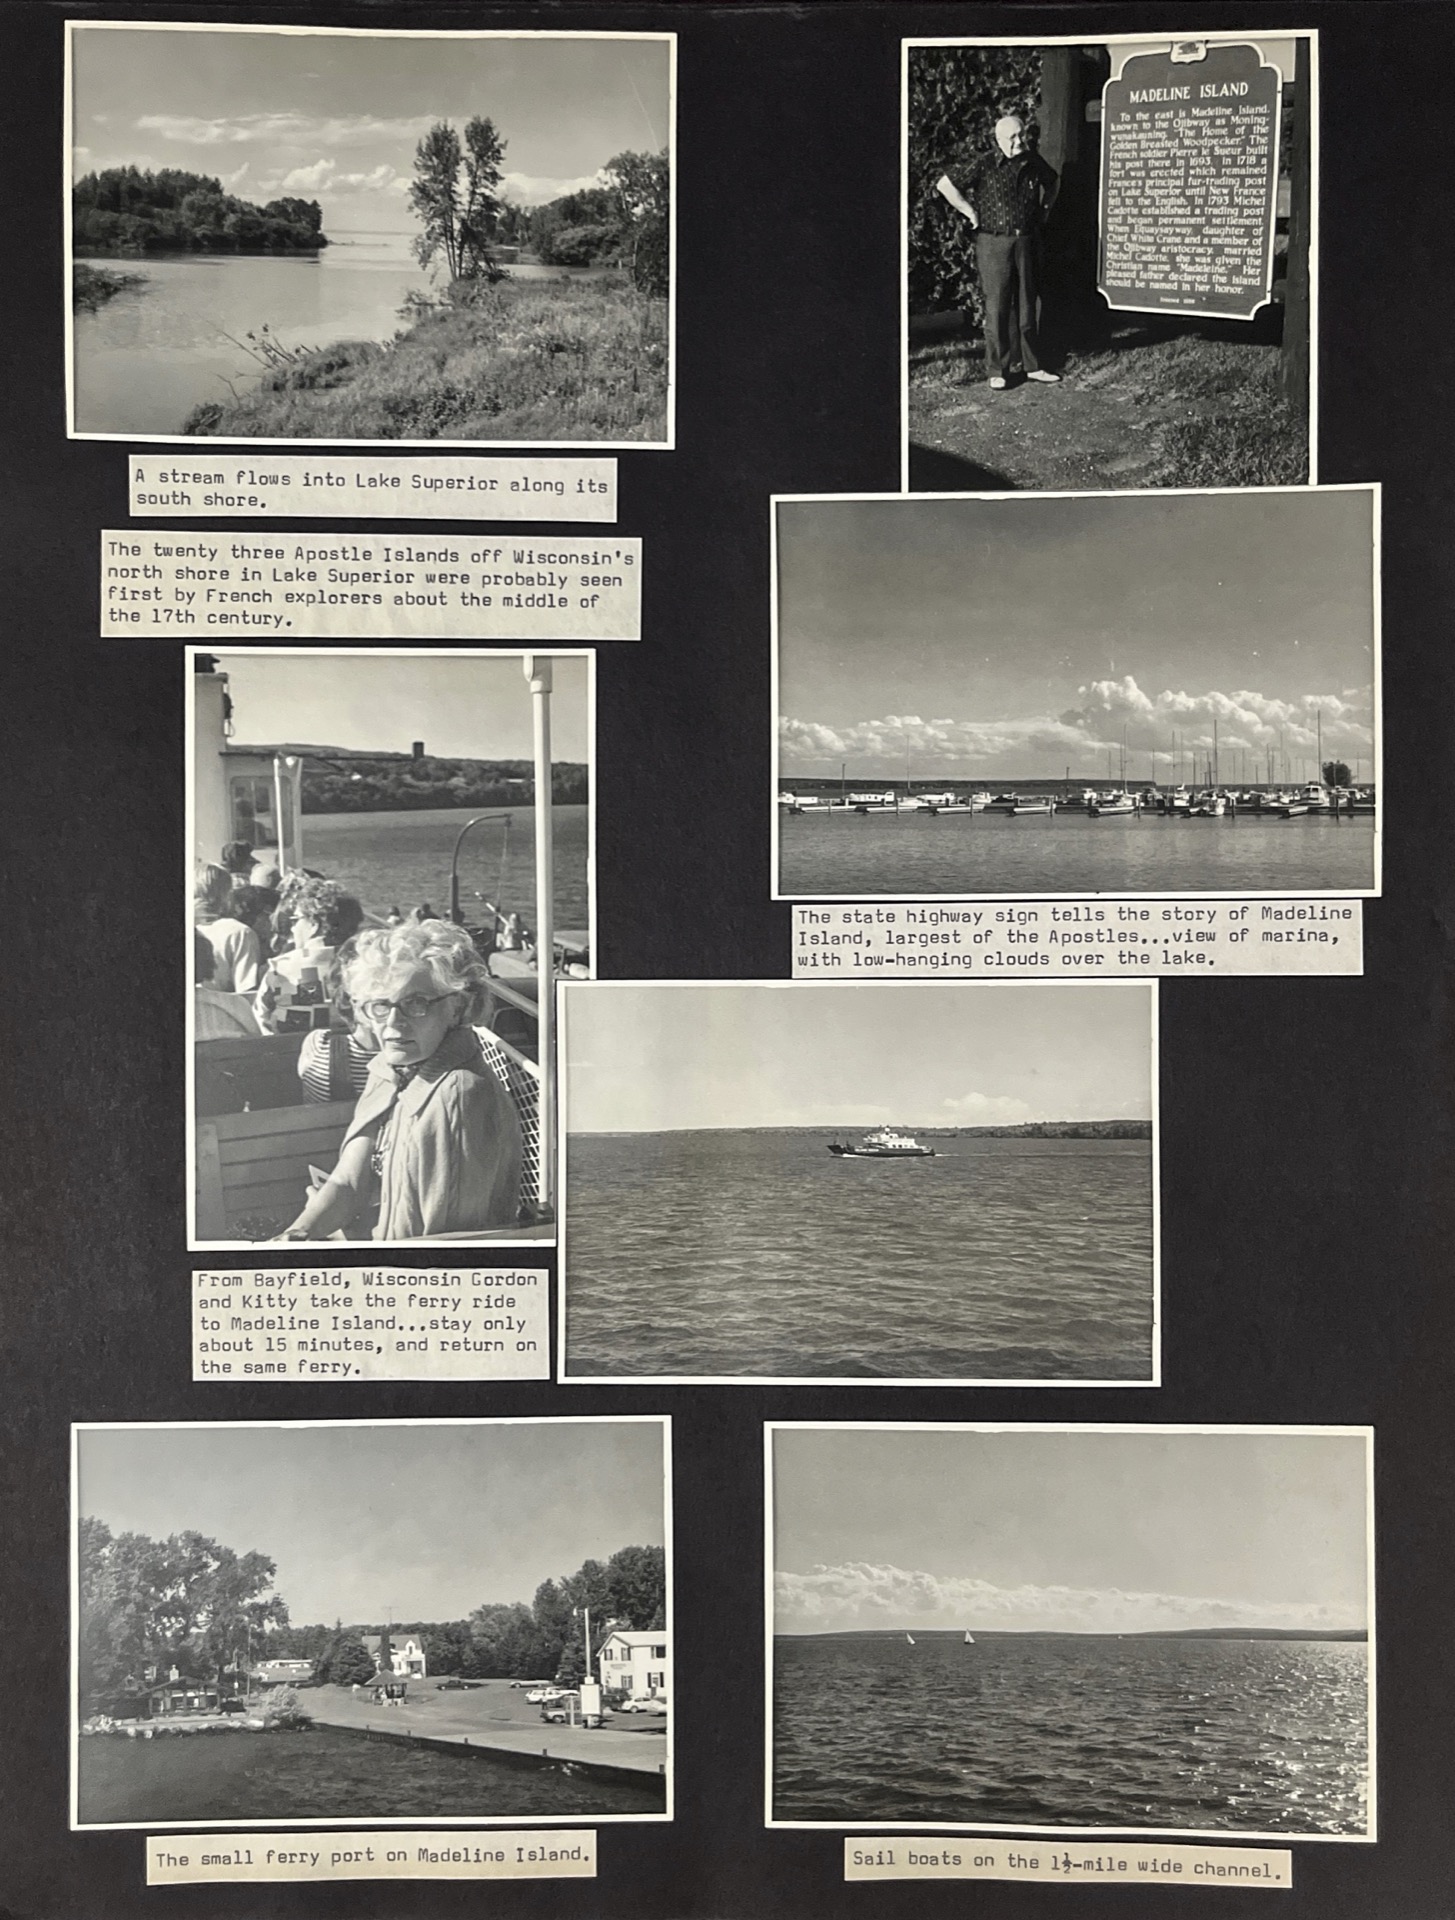 A stream flows into Lake Superior along its
south shore.
The twenty three Apostle Islands off Wisconsin's
north shore in Lake Superior were probably seen
first by French explorers about the middle of
the 17th century.
MADELINE ISLAND
To the east is Madeline Island,
known to the Ojibway as Moning-
wunakauning, "The Home of the
Golden Breasted Woodpecker." The
French soldier Pierre le Sueur built
his post there in 1693. In 1718 a
fort was erected which remained
France's principal fur-trading post
on Lake Superior until New France
fell to the English. In 1793 Michel
Cadotte established a trading post
and began permanent settlement.
When Equaysayway, daughter of
Chief White Crane and a member of
the Ojibway aristocracy, married
Michel Cadotte, she was given the
Christian name "Madeleine." Her
pleased father declared the island
should be named in her honor.
The state highway sign tells the story of Madeline
Island, largest of the Apostles...view of marina,
with low-hanging clouds over the lake.
From Bayfield, Wisconsin Gordon
and Kitty take the ferry ride
to Madeline Island...stay only
about 15 minutes, and return on
the same ferry.
The small ferry port on Madeline Island.
Sail boats on the 1½-mile wide channel.